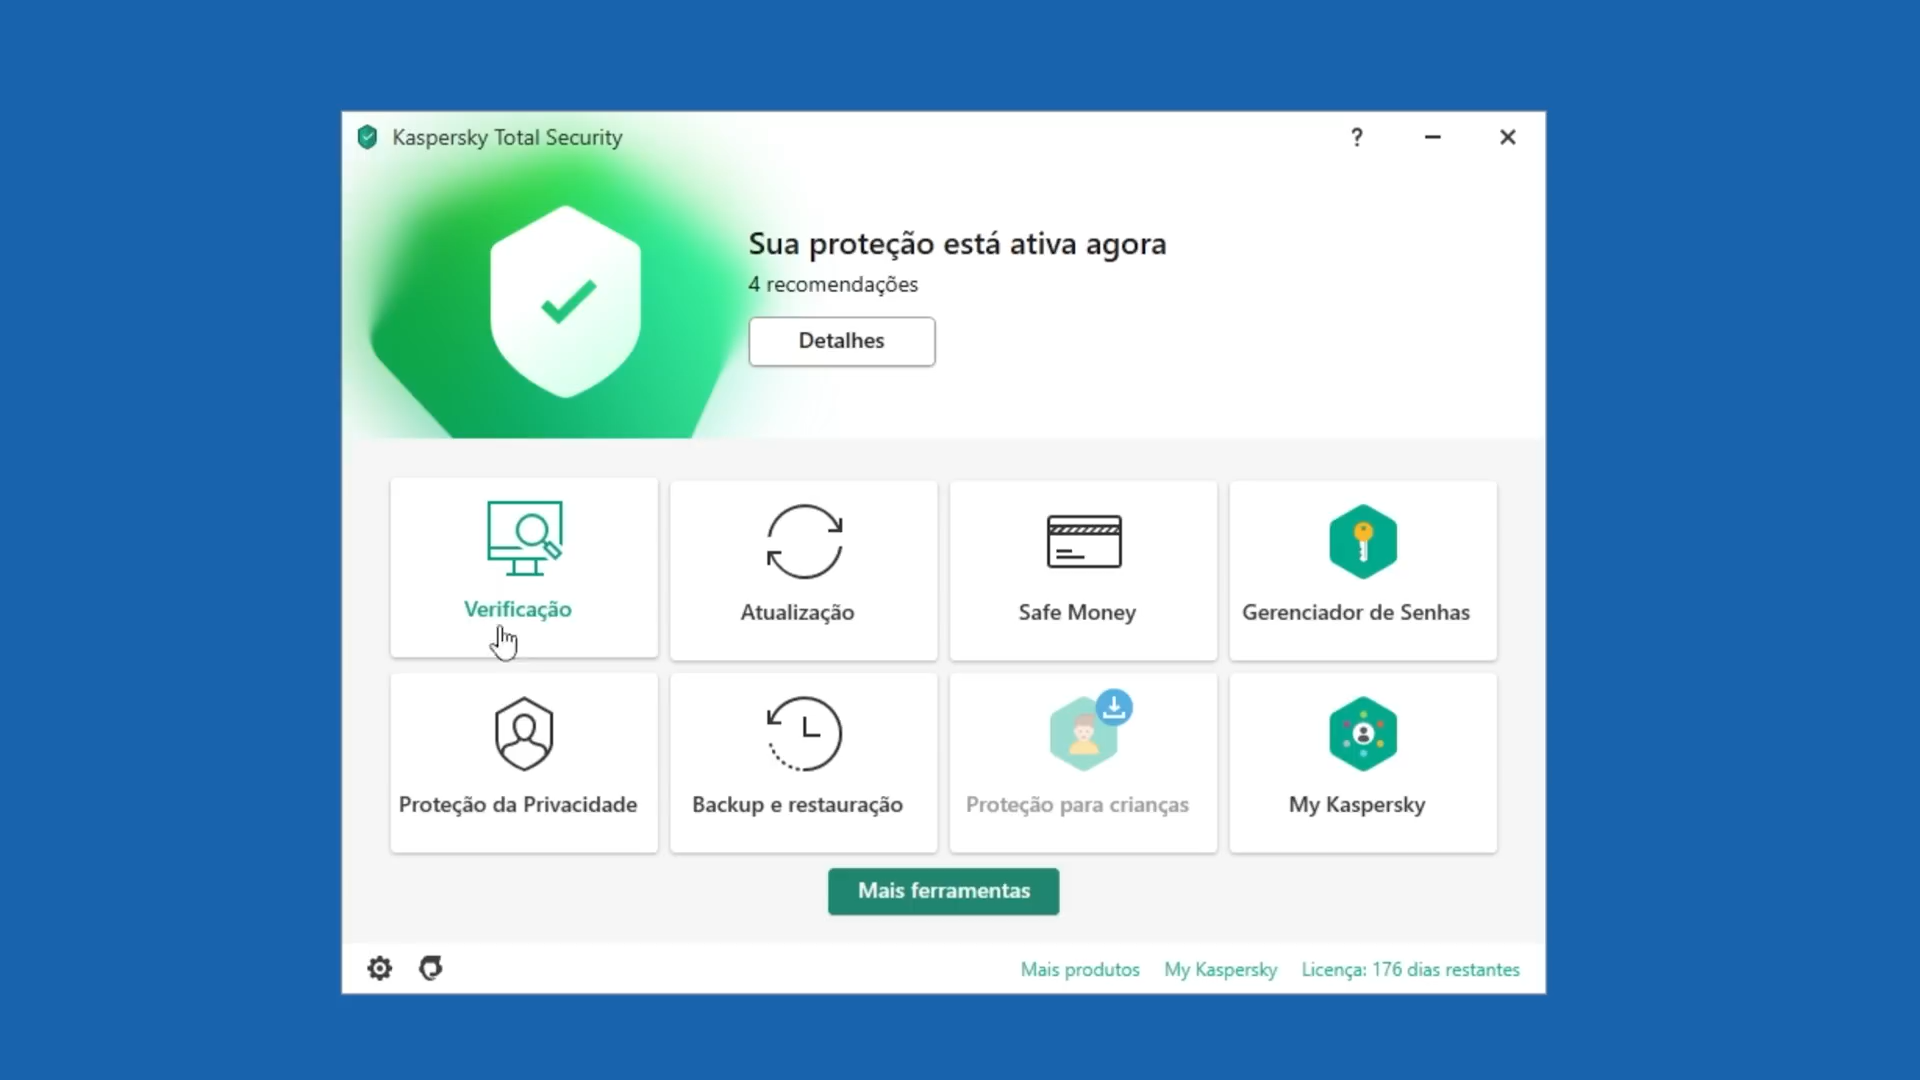 Kaspersky Total Security
?
Sua proteção está ativa agora
4 recomendações
Detalhes
Verificação
Atualização
Safe Money
Gerenciador de Senhas
Proteção da Privacidade
Backup e restauração
Proteção para crianças
My Kaspersky
Mais ferramentas
Mais produtos My Kaspersky Licença: 176 dias restantes